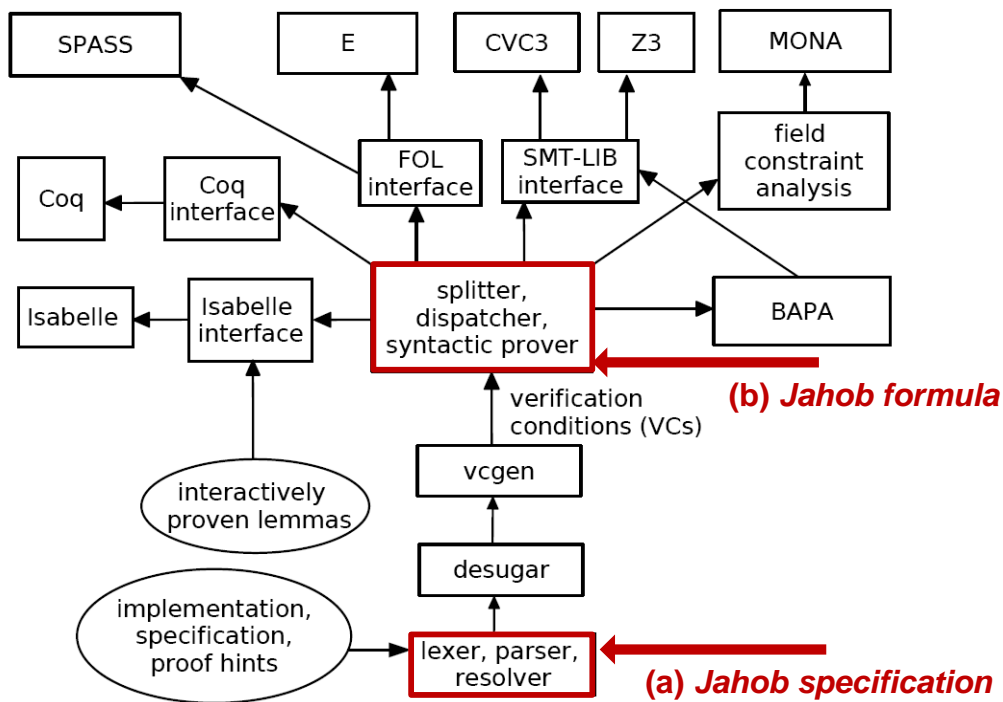 SPASS
E
CVC3
Z3
MONA
FOL
interface
SMT-LIB
interface
field
constraint
analysis
Coq
Coq
interface
Isabelle
Isabelle
interface
splitter,
dispatcher,
syntactic prover
BAPA
(b) Jahob formula
verification
conditions (VCs)
vcgen
interactively
proven lemmas
desugar
implementation,
specification,
proof hints
lexer, parser,
resolver
(a) Jahob specification